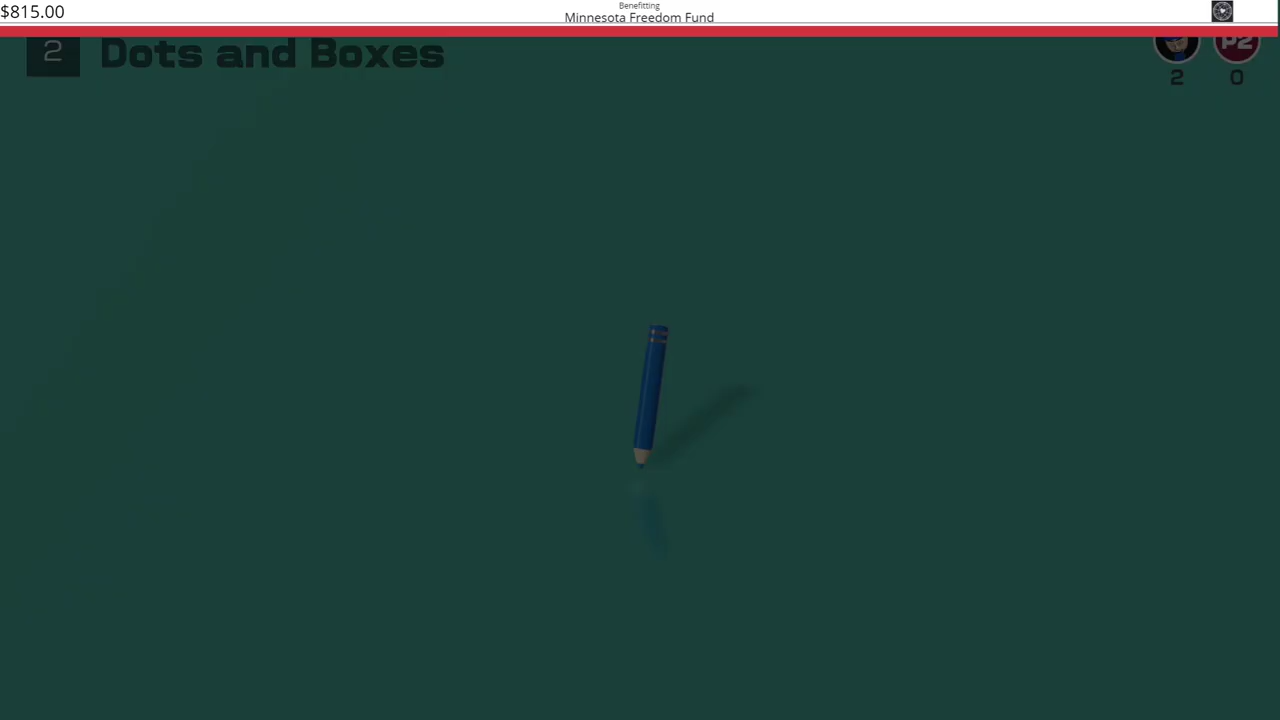 $815.00
Benefitting
Minnesota Freedom Fund
2
Dots and Boxes
P2
2
0